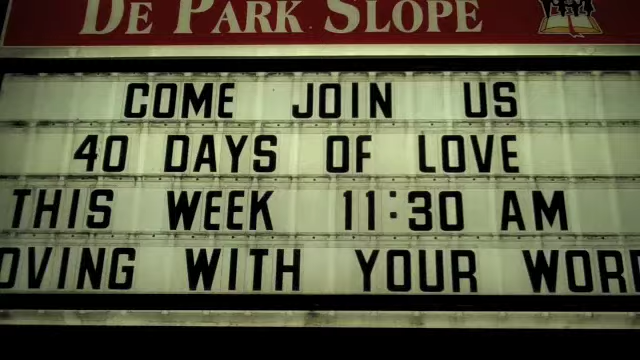 DE PARK SLOPE
COME JOIN US
40 DAYS OF LOVE
THIS WEEK 11:30 AM
OVING WITH YOUR WORD